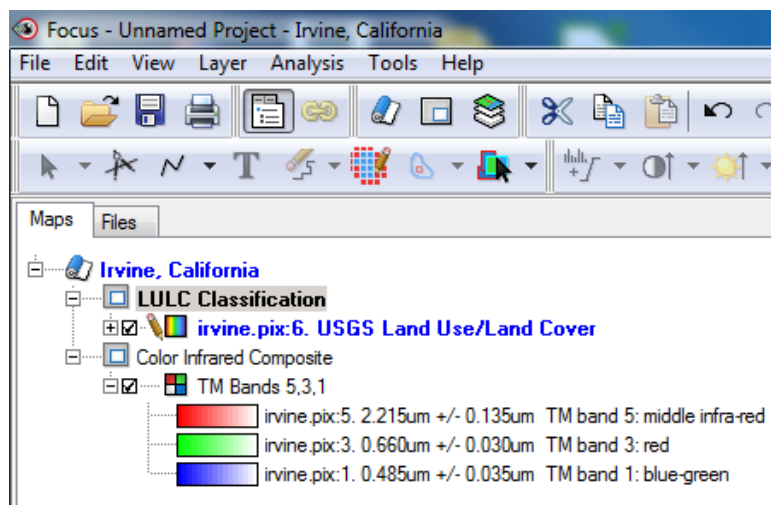 Focus - Unnamed Project - Irvine, California
File Edit View Layer Analysis Tools Help
Maps Files
Irvine, California
LULC Classification
irvine.pix:6. USGS Land Use/Land Cover
Color Infrared Composite
TM Bands 5,3,1
irvine.pix:5. 2.215um +/- 0.135um TM band 5: middle infra-red
irvine.pix:3. 0.660um +/- 0.030um TM band 3: red
irvine.pix:1. 0.485um +/- 0.035um TM band 1: blue-green